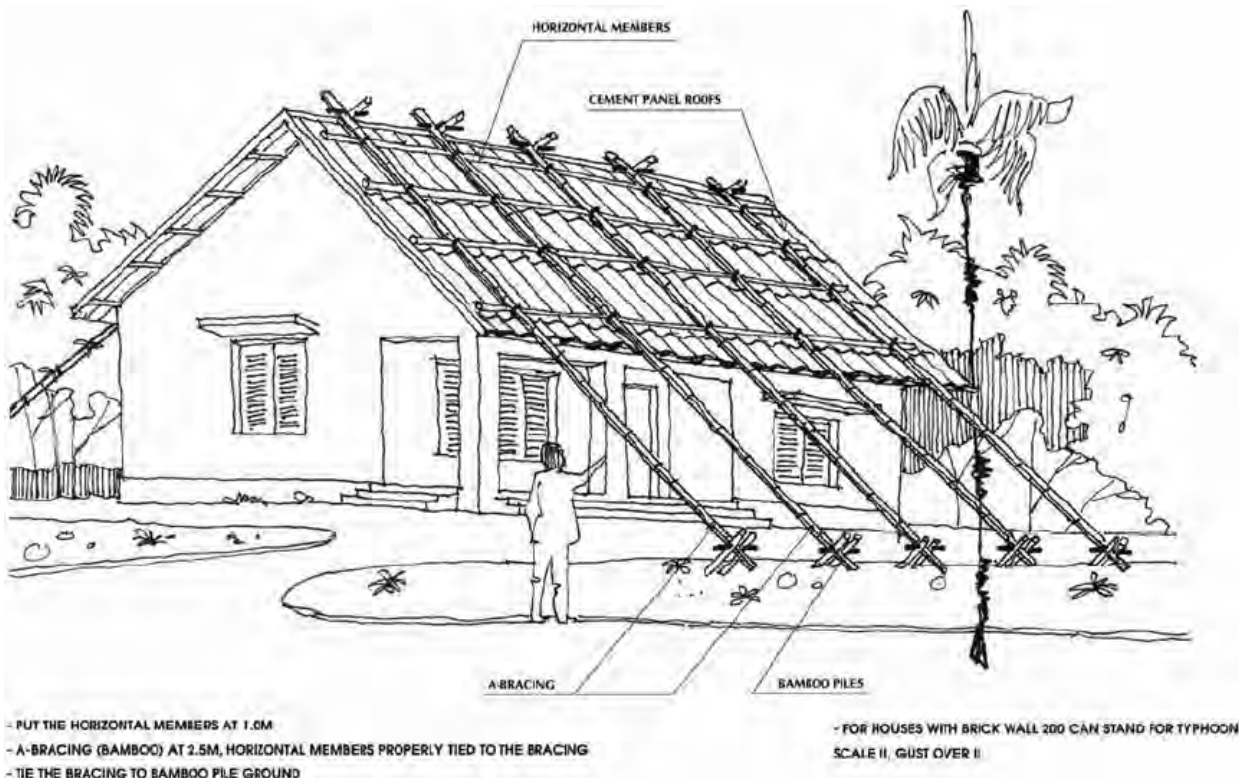 HORIZONTAL MEMBERS
CEMENT PANEL ROOFS
A-BRACING
BAMBOO PILES
- PUT THE HORIZONTAL MEMBERS AT 1.0M
- A-BRACING (BAMBOO) AT 2.5M, HORIZONTAL MEMBERS PROPERLY TIED TO THE BRACING
- TIE THE BRACING TO BAMBOO PILE GROUND
- FOR HOUSES WITH BRICK WALL 200 CAN STAND FOR TYPHOON
SCALE II, GUST OVER II